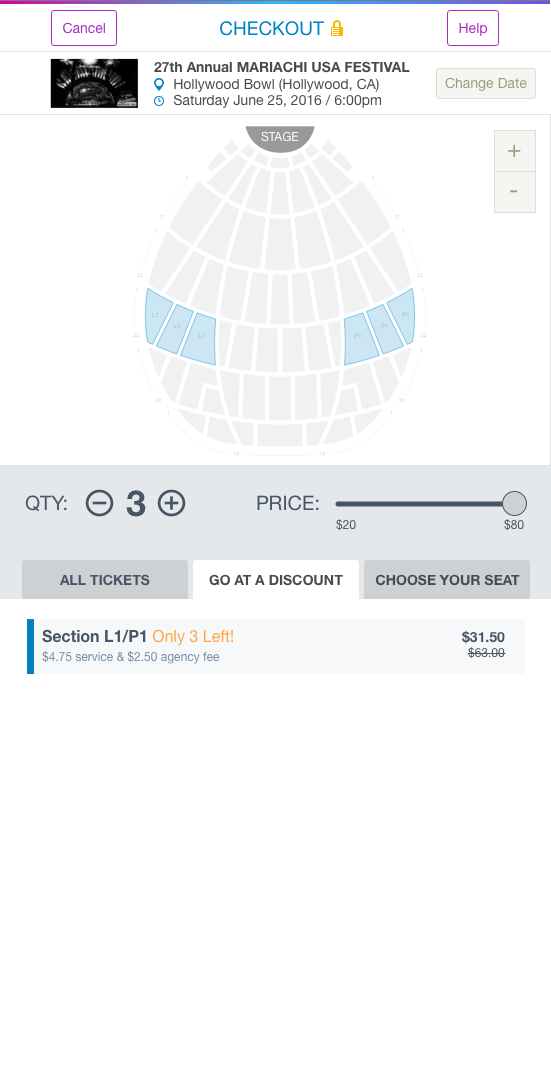 Cancel
CHECKOUT
Help
27th Annual MARIACHI USA FESTIVAL
Hollywood Bowl (Hollywood, CA)
Saturday June 25, 2016 / 6:00pm
Change Date
STAGE
+
-
L1
L1
L1
P1
P1
P1
QTY:
3
PRICE:
$20
$80
ALL TICKETS
GO AT A DISCOUNT
CHOOSE YOUR SEAT
Section L1/P1 Only 3 Left!
$31.50
$4.75 service & $2.50 agency fee
$63.00